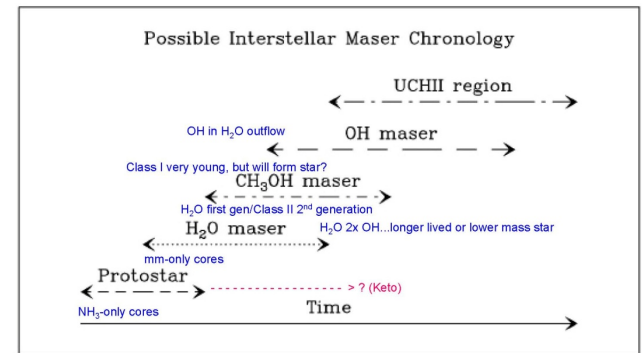 Possible Interstellar Maser Chronology
UCHII region
OH in H₂O outflow
OH maser
Class I very young, but will form star?
CH₃OH maser
H₂O first gen/Class II 2ⁿᵈ generation
H₂O maser
H₂O 2x OH...longer lived or lower mass star
mm-only cores
Protostar
> ? (Keto)
NH₃-only cores
Time